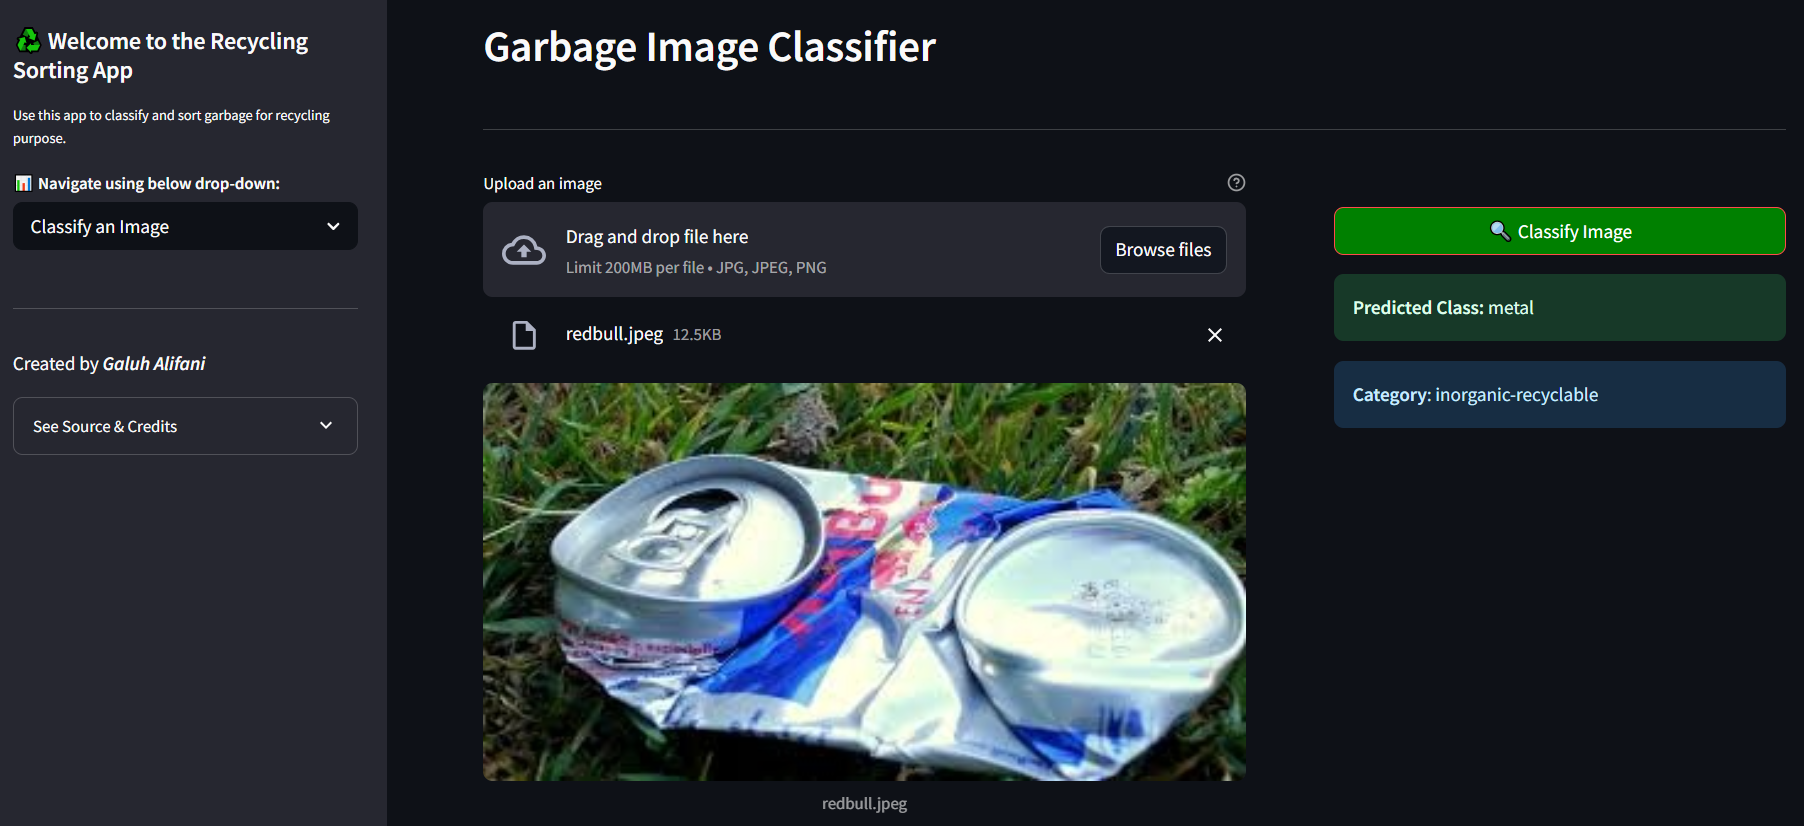 Welcome to the Recycling
Sorting App
Use this app to classify and sort garbage for recycling
purpose.
Navigate using below drop-down:
Classify an Image
Created by Galuh Alifani
See Source & Credits
Garbage Image Classifier
Upload an image
Drag and drop file here
Limit 200MB per file • JPG, JPEG, PNG
Browse files
redbull.jpeg 12.5KB
redbull.jpeg
Classify Image
Predicted Class: metal
Category: inorganic-recyclable